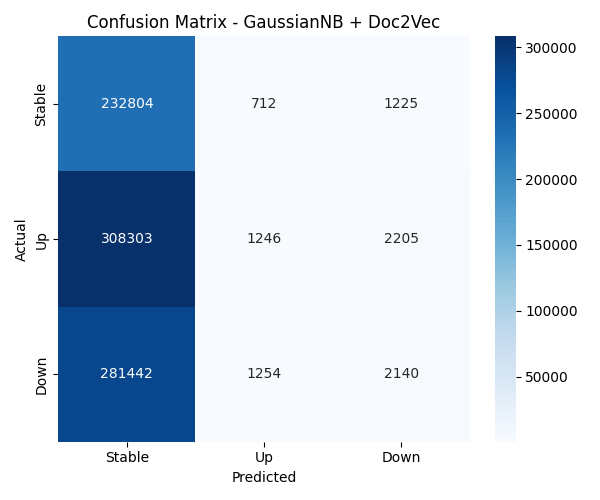 Confusion Matrix - GaussianNB + Doc2Vec
Actual
Stable
232804 712 1225
Up
308303 1246 2205
Down
281442 1254 2140
Stable Up Down
Predicted
300000
250000
200000
150000
100000
50000